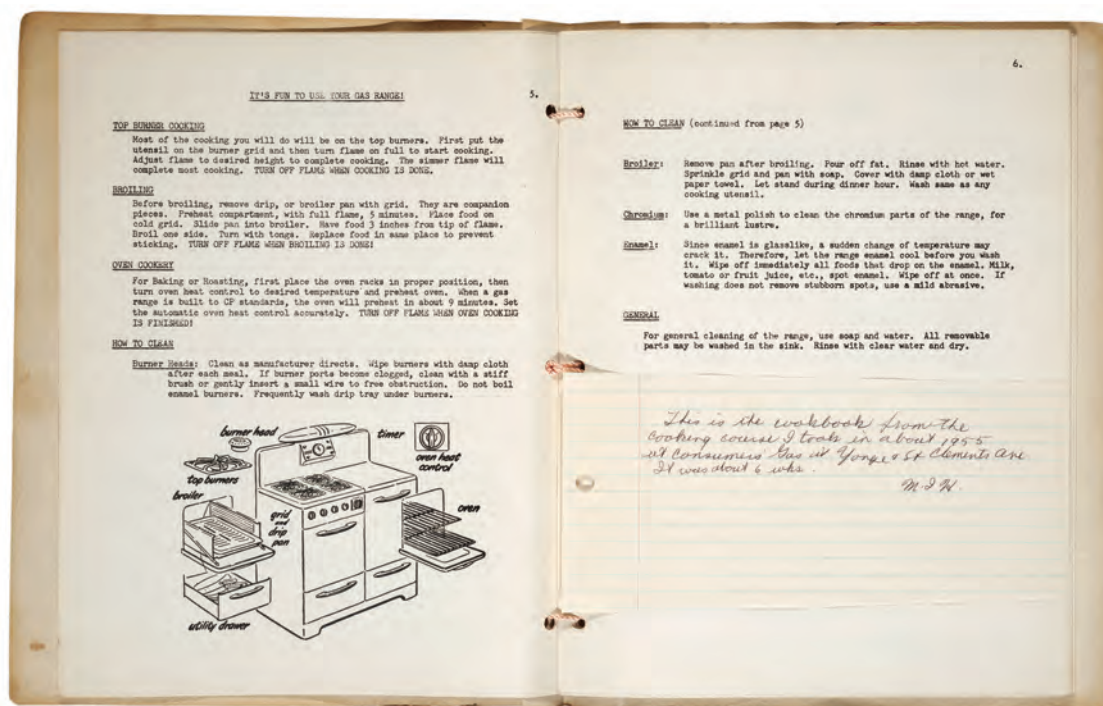 IT'S FUN TO USE YOUR GAS RANGE!
5.
TOP BURNER COOKING
Most of the cooking you will do will be on the top burners. First put the
utensil on the burner grid and then turn flame on full to start cooking.
Adjust flame to desired height to complete cooking. The simmer flame will
complete most cooking. TURN OFF FLAME WHEN COOKING IS DONE.
BROILING
Before broiling, remove drip, or broiler pan with grid. They are companion
pieces. Preheat compartment, with full flame, 5 minutes. Place food on
cold grid. Slide pan into broiler. Have food 3 inches from tip of flame.
Broil one side. Turn with tongs. Replace food in same place to prevent
sticking. TURN OFF FLAME WHEN BROILING IS DONE!
OVEN COOKERY
For Baking or Roasting, first place the oven racks in proper position, then
turn oven heat control to desired temperature and preheat oven. When a gas
range is built to CP standards, the oven will preheat in about 9 minutes. Set
the automatic oven heat control accurately. TURN OFF FLAME WHEN OVEN COOKING
IS FINISHED!
HOW TO CLEAN
Burner Heads: Clean as manufacturer directs. Wipe burners with damp cloth
after each meal. If burner ports become clogged, clean with a stiff
brush or gently insert a small wire to free obstruction. Do not boil
enamel burners. Frequently wash drip tray under burners.
burner head
timer
oven heat
control
top burners
broiler
grid
and
drip
pan
oven
utility drawer
6.
HOW TO CLEAN (continued from page 5)
Broiler: Remove pan after broiling. Pour off fat. Rinse with hot water.
Sprinkle grid and pan with soap. Cover with damp cloth or wet
paper towel. Let stand during dinner hour. Wash same as any
cooking utensil.
Chromium: Use a metal polish to clean the chromium parts of the range, for
a brilliant lustre.
Enamel: Since enamel is glasslike, a sudden change of temperature may
crack it. Therefore, let the range enamel cool before you wash
it. Wipe off immediately all foods that drop on the enamel. Milk,
tomato or fruit juice, etc., spot enamel. Wipe off at once. If
washing does not remove stubborn spots, use a mild abrasive.
GENERAL
For general cleaning of the range, use soap and water. All removable
parts may be washed in the sink. Rinse with clear water and dry.
This is the cookbook from the
cooking course I took in about 1955
at Consumers Gas at Yonge & St Clements Ave
It was about 6 wks.